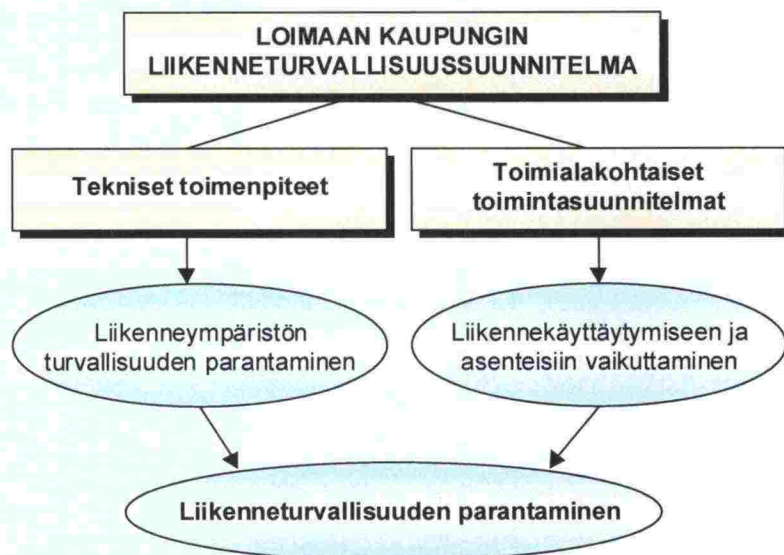 LOIMAAN KAUPUNGIN
LIIKENNETURVALLISUUSSUUNNITELMA
Tekniset toimenpiteet
Toimialakohtaiset
toimintasuunnitelmat
Liikenneympäristön
turvallisuuden parantaminen
Liikennekäyttäytymiseen ja
asenteisiin vaikuttaminen
Liikenneturvallisuuden parantaminen